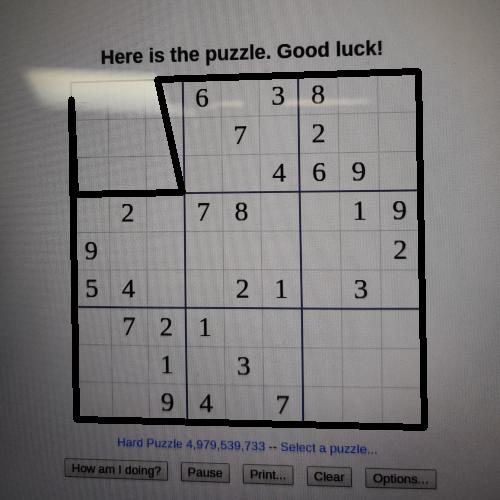 Here is the puzzle. Good luck!
6 3 8
7 2
4 6 9
2 7 8 1 9
9 2
5 4 2 1 3
7 2 1
1 3
9 4 7
Hard Puzzle 4,979,539,733 -- Select a puzzle...
How am I doing? Pause Print... Clear Options...